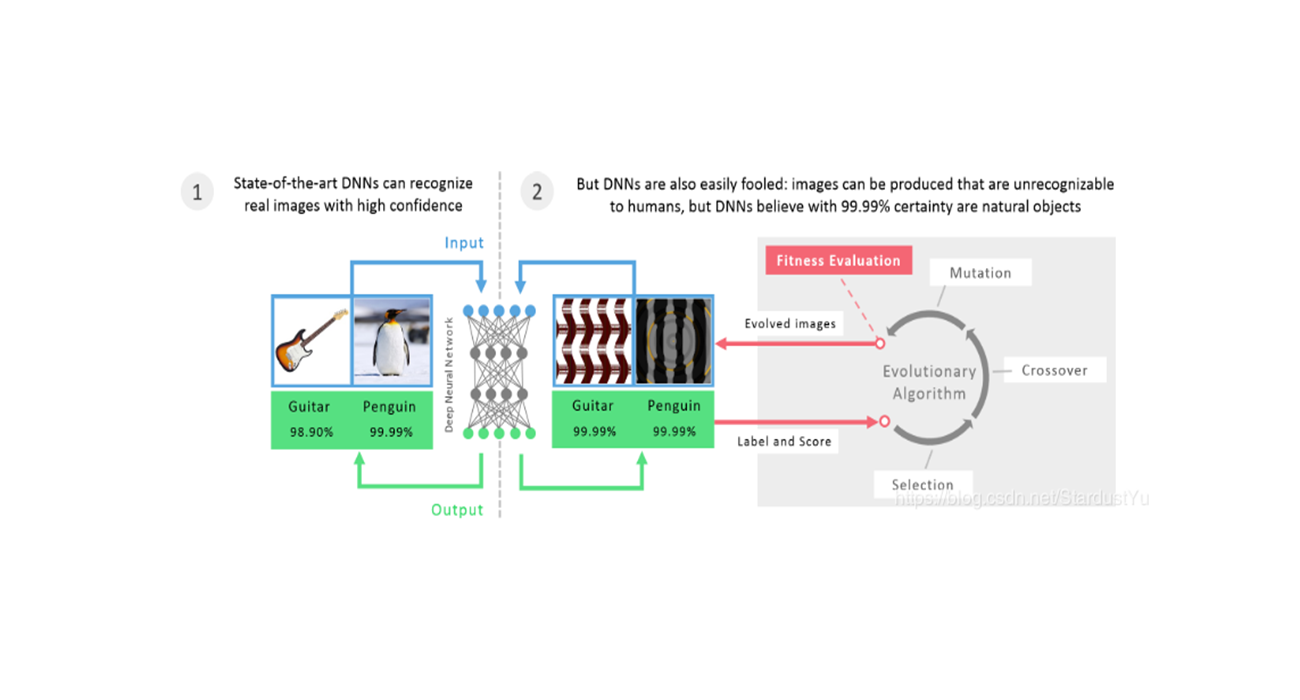 1
State-of-the-art DNNs can recognize
real images with high confidence
2
But DNNs are also easily fooled: images can be produced that are unrecognizable
to humans, but DNNs believe with 99.99% certainty are natural objects
Input
Deep Neural Network
Guitar
98.90%
Penguin
99.99%
Output
Guitar
99.99%
Penguin
99.99%
Evolved images
Label and Score
Fitness Evaluation
Mutation
Evolutionary
Algorithm
Crossover
Selection
https://blog.csdn.net/StardustYu